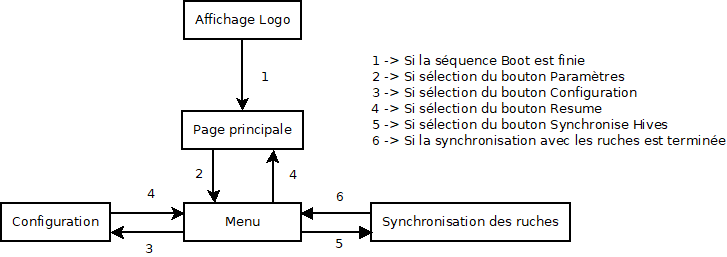 Affichage Logo
1
1 -> Si la séquence Boot est finie
2 -> Si sélection du bouton Paramètres
3 -> Si sélection du bouton Configuration
4 -> Si sélection du bouton Resume
5 -> Si sélection du bouton Synchronise Hives
6 -> Si la synchronisation avec les ruches est terminée
Page principale
2
4
4
6
Configuration
Menu
Synchronisation des ruches
3
5